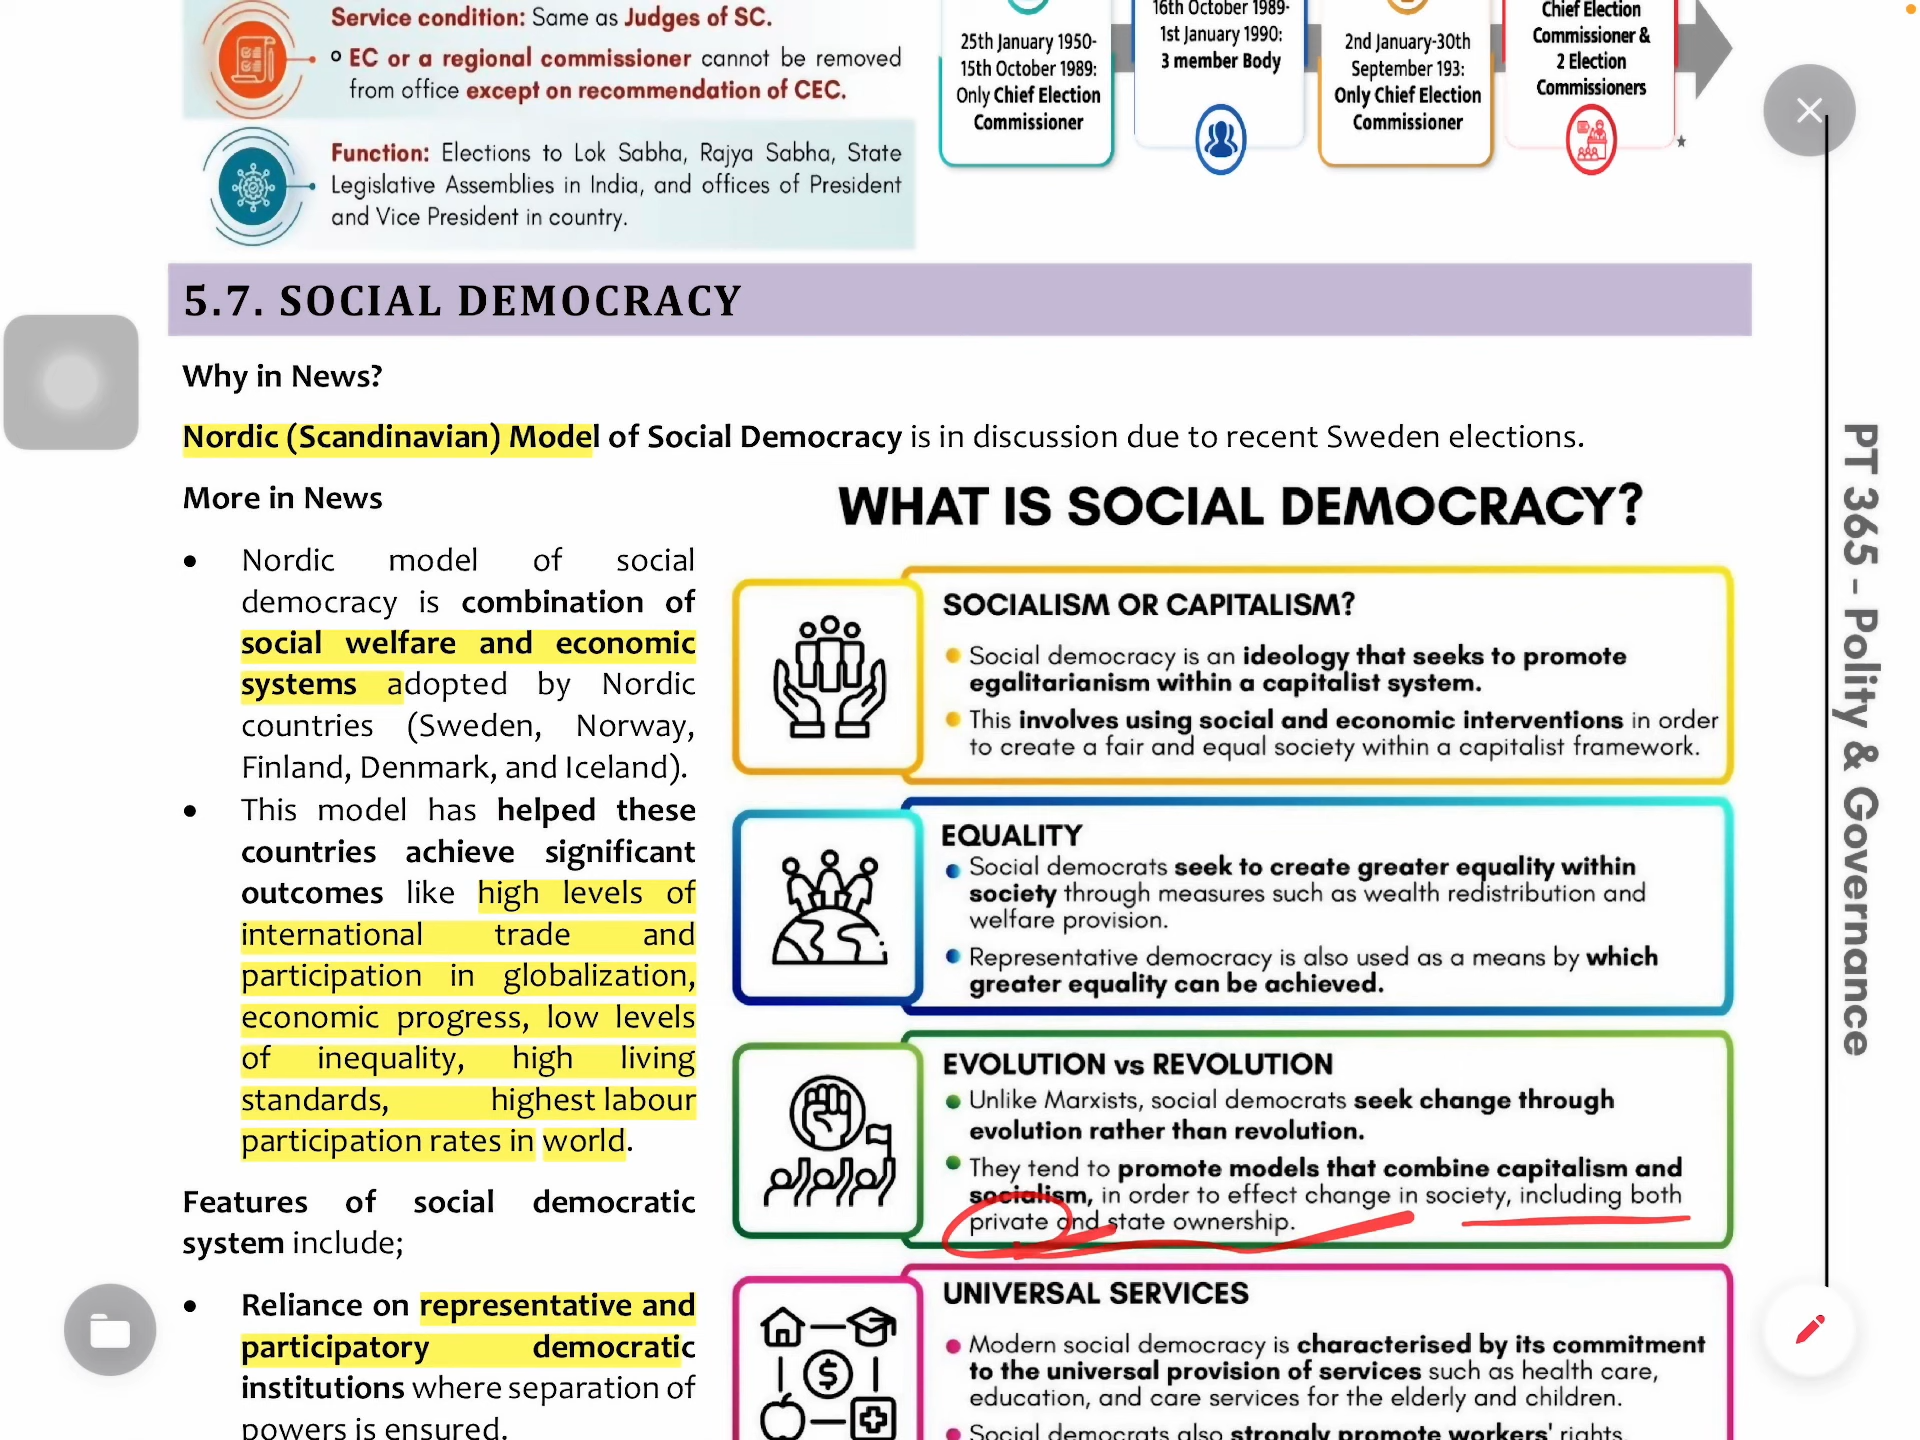 Service condition: Same as Judges of SC.
EC or a regional commissioner cannot be removed
from office except on recommendation of CEC.
Function: Elections to Lok Sabha, Rajya Sabha, State
Legislative Assemblies in India, and offices of President
and Vice President in country.
25th January 1950-
15th October 1989:
Only Chief Election
Commissioner
16th October 1989-
1st January 1990:
3 member Body
2nd January-30th
September 193:
Only Chief Election
Commissioner
Chief Election
Commissioner &
2 Election
Commissioners
5.7. SOCIAL DEMOCRACY
Why in News?
Nordic (Scandinavian) Model of Social Democracy is in discussion due to recent Sweden elections.
More in News
• Nordic model of social
democracy is combination of
social welfare and economic
systems adopted by Nordic
countries (Sweden, Norway,
Finland, Denmark, and Iceland).
• This model has helped these
countries achieve significant
outcomes like high levels of
international trade and
participation in globalization,
economic progress, low levels
of inequality, high living
standards, highest labour
participation rates in world.
Features of social democratic
system include;
• Reliance on representative and
participatory democratic
institutions where separation of
powers is ensured.
WHAT IS SOCIAL DEMOCRACY?
SOCIALISM OR CAPITALISM?
• Social democracy is an ideology that seeks to promote
egalitarianism within a capitalist system.
• This involves using social and economic interventions in order
to create a fair and equal society within a capitalist framework.
EQUALITY
• Social democrats seek to create greater equality within
society through measures such as wealth redistribution and
welfare provision.
• Representative democracy is also used as a means by which
greater equality can be achieved.
EVOLUTION vs REVOLUTION
• Unlike Marxists, social democrats seek change through
evolution rather than revolution.
• They tend to promote models that combine capitalism and
socialism, in order to effect change in society, including both
private and state ownership.
UNIVERSAL SERVICES
• Modern social democracy is characterised by its commitment
to the universal provision of services such as health care,
education, and care services for the elderly and children.
• Social democrats also strongly promote workers' rights.
PT 365 - Polity & Governance